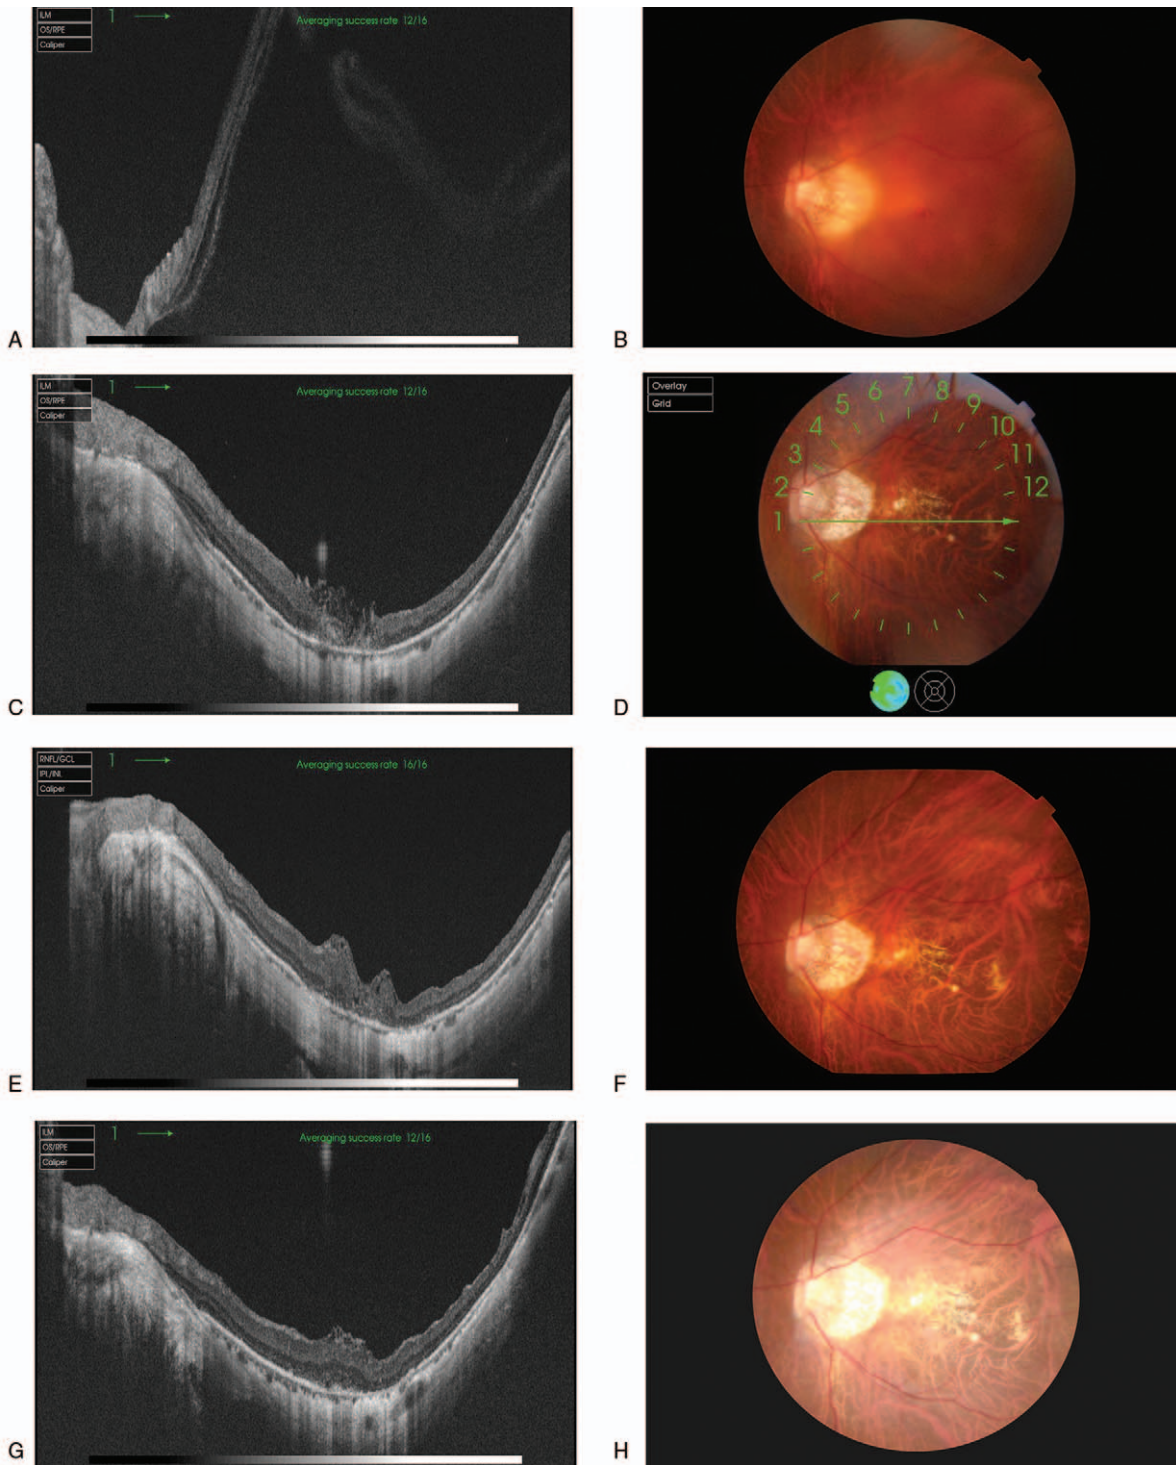 ILM
OS/RPE
Caliper
1
Averaging success rate 12/16
A
B
ILM
OS/RPE
Caliper
1
Averaging success rate 12/16
C
Overlay
Grid
1
2
3
4
5
6
7
8
9
10
11
12
D
RNFL/GCL
IPL/INL
Caliper
1
Averaging success rate 16/16
E
F
ILM
OS/RPE
Caliper
1
Averaging success rate 12/16
G
H